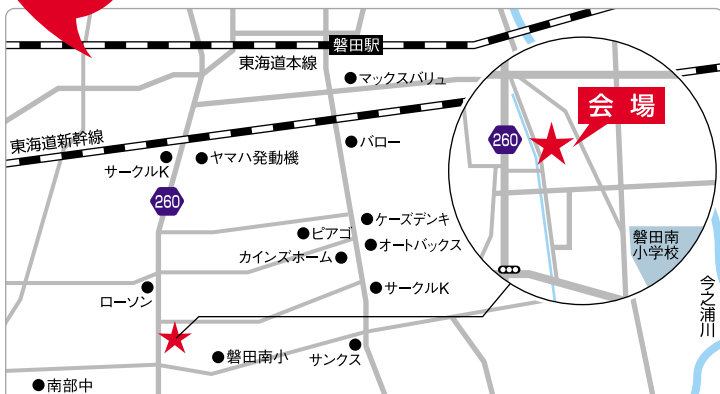 磐田駅
東海道本線
マックスバリュ
会場
東海道新幹線
バロー
260
サークルK
ヤマハ発動機
260
ケーズデンキ
ピアゴ
オートバックス
磐田南
小学校
カインズホーム
ローソン
サークルK
今之浦川
磐田南小
サンクス
南部中